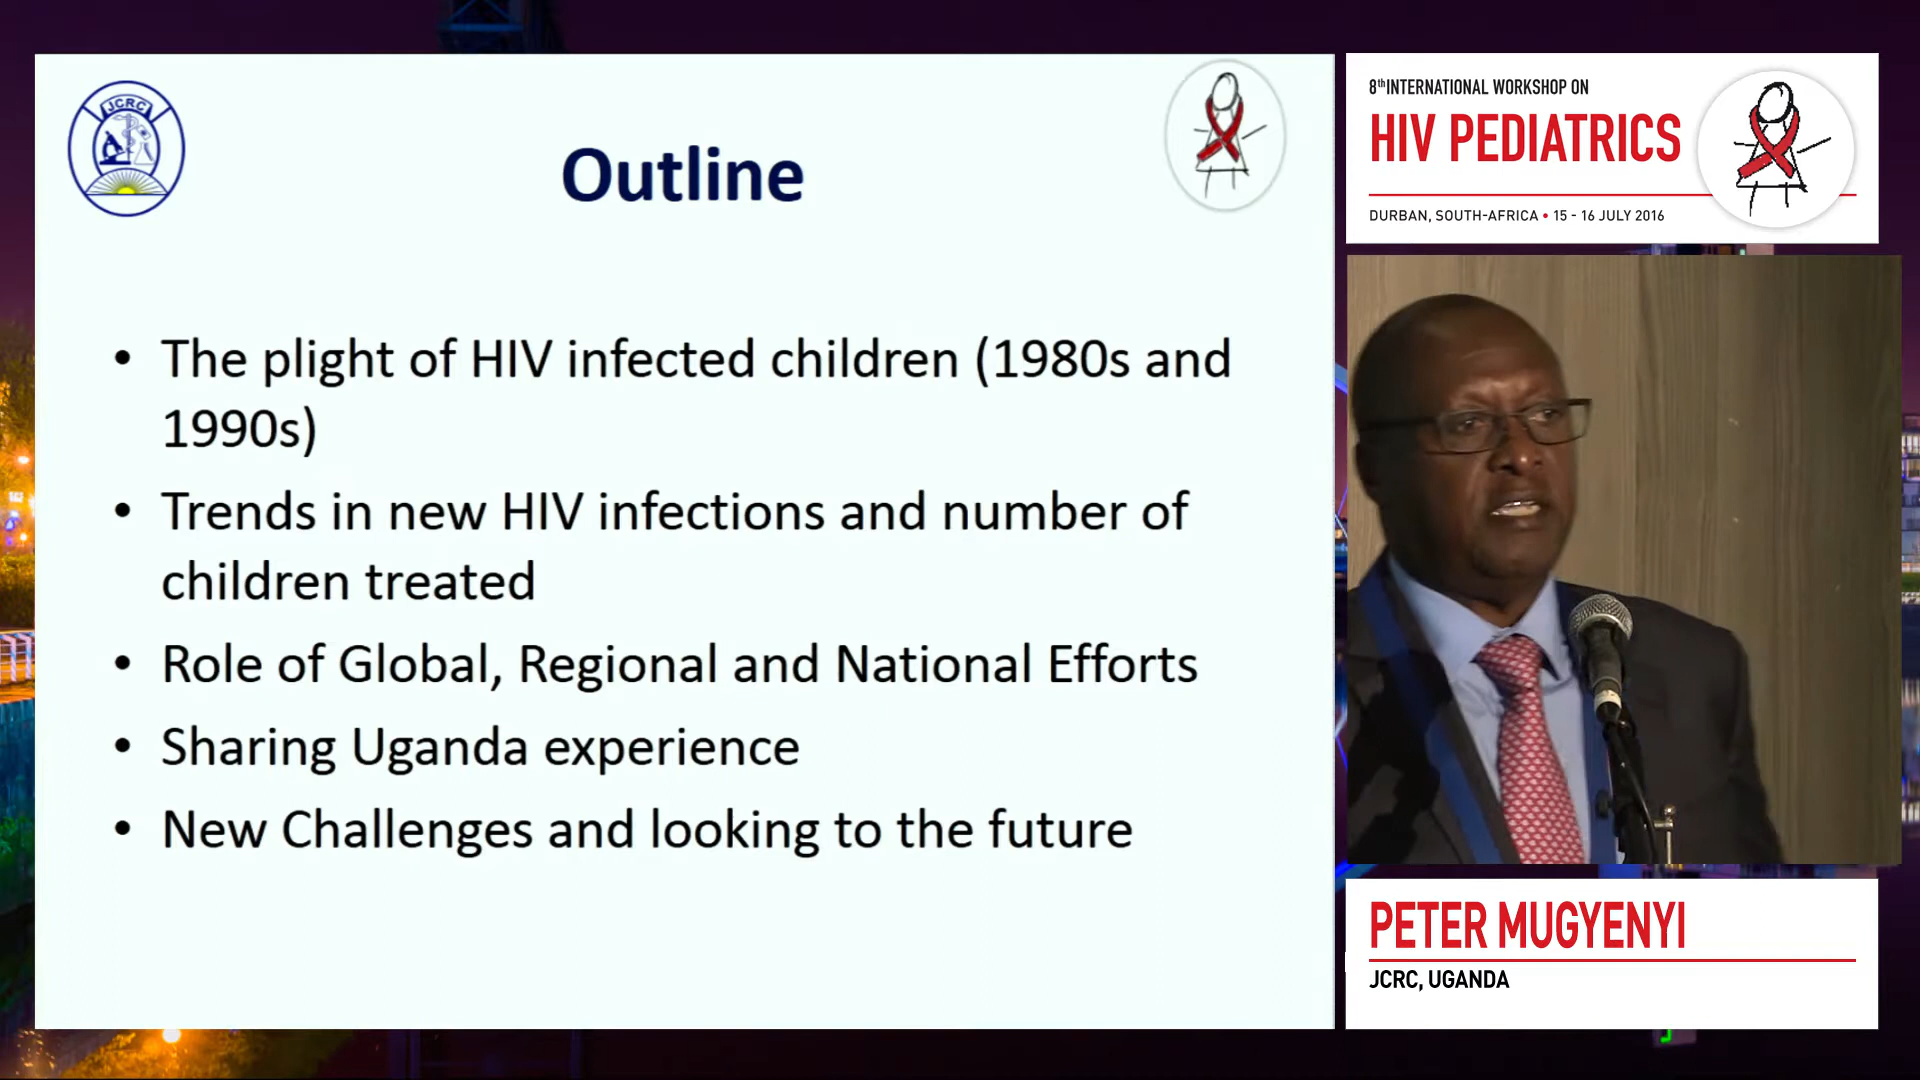 JCRC
Outline
• The plight of HIV infected children (1980s and
1990s)
• Trends in new HIV infections and number of
children treated
• Role of Global, Regional and National Efforts
• Sharing Uganda experience
• New Challenges and looking to the future
8th INTERNATIONAL WORKSHOP ON
HIV PEDIATRICS
DURBAN, SOUTH-AFRICA • 15 - 16 JULY 2016
PETER MUGYENYI
JCRC, UGANDA